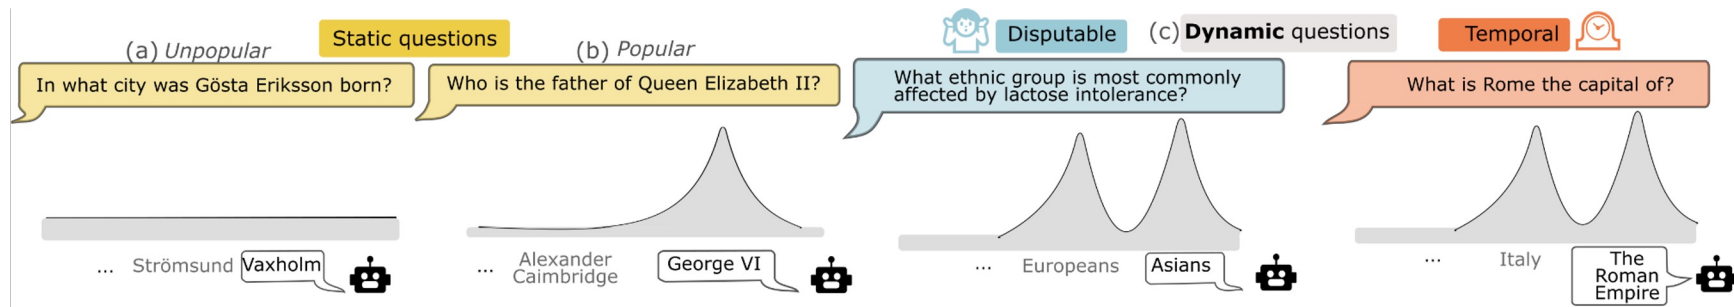 (a) Unpopular
Static questions
(b) Popular
Disputable
(c) Dynamic questions
Temporal
In what city was Gösta Eriksson born?
Who is the father of Queen Elizabeth II?
What ethnic group is most commonly
affected by lactose intolerance?
What is Rome the capital of?
... Strömsund Vaxholm
... Alexander
Caimbridge
George VI
... Europeans Asians
... Italy
The
Roman
Empire